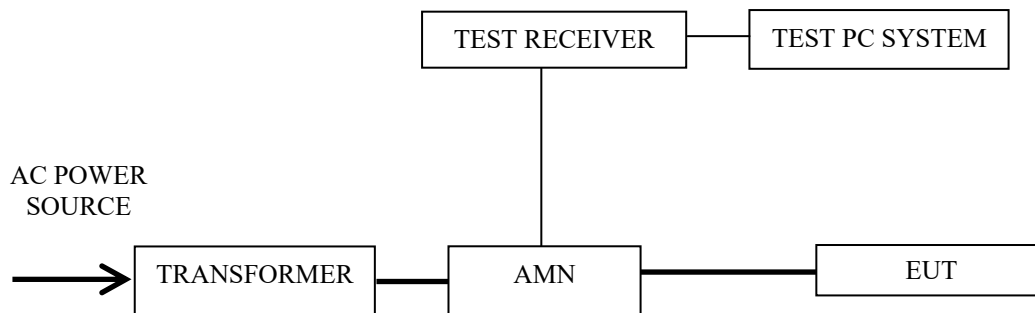 TEST RECEIVER
TEST PC SYSTEM
AC POWER
SOURCE
TRANSFORMER
AMN
EUT